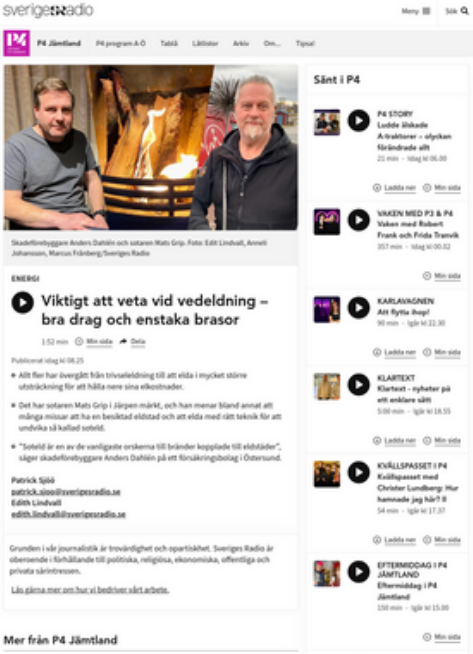 sverigesradio
Meny
Sök
P4
P4 Jämtland
P4 program A-Ö
Tablå
Låtlistor
Arkiv
Om...
Tipsa!
Skadeförebyggare Anders Dahlén och sotaren Mats Grip. Foto: Edit Lindvall, Anneli
Johansson, Marcus Frånberg/Sveriges Radio
ENERGI
Viktigt att veta vid vedeldning –
bra drag och enstaka brasor
1:52 min
Min sida
Dela
Publicerat idag kl 08.25
• Allt fler har övergått från trivseleldning till att elda i mycket större
utsträckning för att hålla nere sina elkostnader.
• Det har sotaren Mats Grip i Järpen märkt, och han menar bland annat att
många missar att ha en besiktad eldstad och att elda med rätt teknik för att
undvika så kallad soteld.
• "Soteld är en av de vanligaste orskerna till bränder kopplade till eldstäder",
säger skadeförebyggare Anders Dahlén på ett försäkringsbolag i Östersund.
Patrick Sjöö
patrick.sjoo@sverigesradio.se
Edith Lindvall
edith.lindvall@sverigesradio.se
Grunden i vår journalistik är trovärdighet och opartiskhet. Sveriges Radio är
oberoende i förhållande till politiska, religiösa, ekonomiska, offentliga och
privata särintressen.
Läs gärna mer om hur vi bedriver vårt arbete.
Mer från P4 Jämtland
Sänt i P4
P4 STORY
Ludde älskade
A-traktorer – olyckan
förändrade allt
21 min - Idag kl 06.00
Ladda ner
Min sida
VAKEN MED P3 & P4
Vaken med Robert
Frank och Frida Tranvik
357 min - Idag kl 00.02
Min sida
KARLAVAGNEN
Att flytta ihop!
90 min - Igår kl 22.30
Ladda ner
Min sida
KLARTEXT
Klartext - nyheter på
ett enklare sätt
5:00 min - Igår kl 18.55
Ladda ner
Min sida
KVÄLLSPASSET I P4
Kvällspasset med
Christer Lundberg: Hur
hamnade jag här? II
54 min - Igår kl 17.37
Ladda ner
Min sida
EFTERMIDDAG I P4
JÄMTLAND
Eftermiddag i P4
Jämtland
150 min - Igår kl 15.00
Min sida